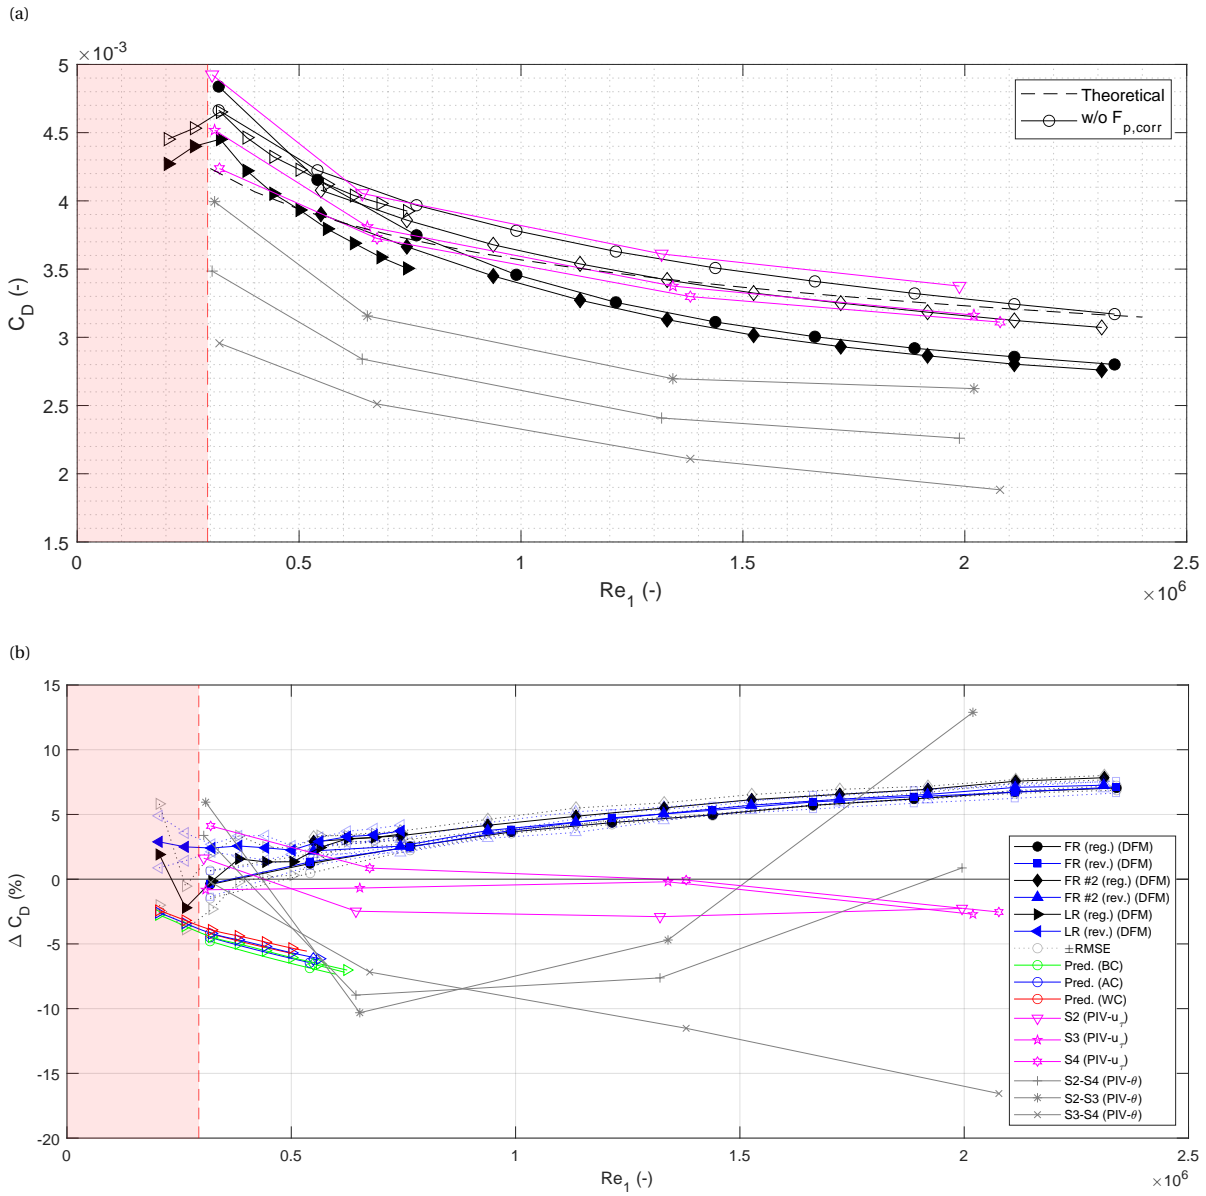 (a)
×10⁻³
5
4.5
4
3.5
3
2.5
2
1.5
C_D (-)
Theoretical
w/o F_p,corr
0
0.5
1
1.5
2
2.5
Re_1 (-)
×10⁶
(b)
15
10
5
0
-5
-10
-15
-20
Δ C_D (%)
FR (reg.) (DFM)
FR (rev.) (DFM)
FR #2 (reg.) (DFM)
FR #2 (rev.) (DFM)
LR (reg.) (DFM)
LR (rev.) (DFM)
±RMSE
Pred. (BC)
Pred. (AC)
Pred. (WC)
S2 (PIV-u_τ)
S3 (PIV-u_τ)
S4 (PIV-u_τ)
S2-S4 (PIV-θ)
S2-S3 (PIV-θ)
S3-S4 (PIV-θ)
0
0.5
1
1.5
2
2.5
Re_1 (-)
×10⁶